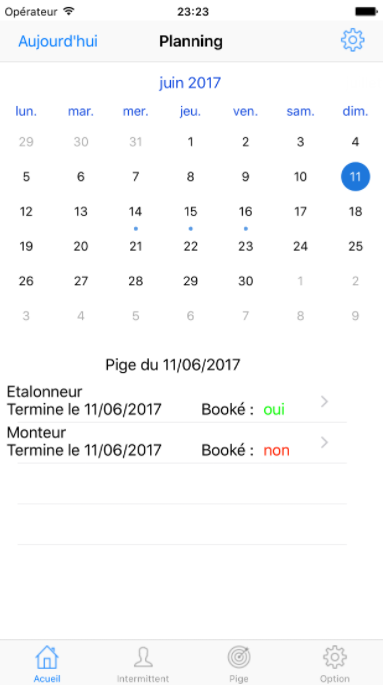 Opérateur 23:23
Aujourd'hui Planning
juin 2017
lun. mar. mer. jeu. ven. sam. dim.
29 30 31 1 2 3 4
5 6 7 8 9 10 11
12 13 14 15 16 17 18
19 20 21 22 23 24 25
26 27 28 29 30 1 2
3 4 5 6 7 8 9
Pige du 11/06/2017
Etalonneur
Termine le 11/06/2017 Booké : oui
Monteur
Termine le 11/06/2017 Booké : non
Acueil Intermittent Pige Option